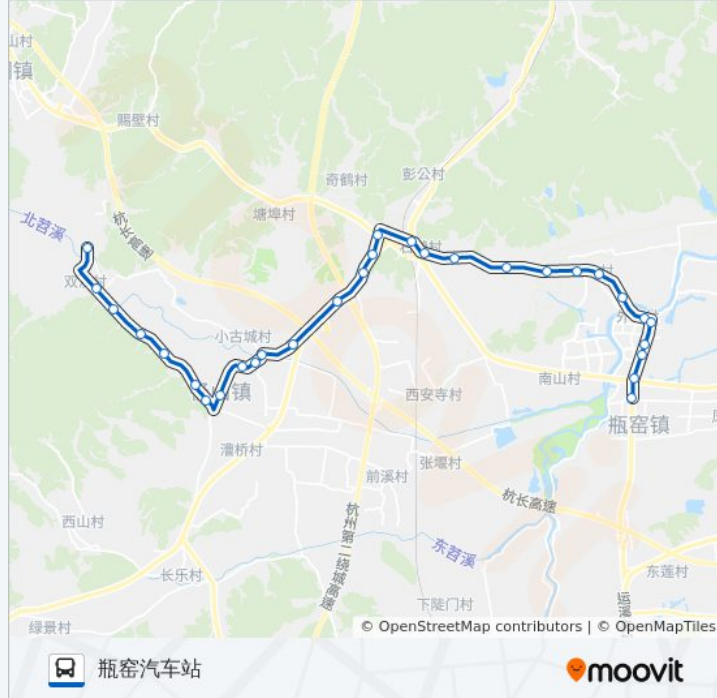 山村
镇
赐壁村
彭公村
奇鹤村
塘埠村
北苕溪
杭长高速
小古城村
南山村
西安寺村
瓶窑镇
漕桥村
张堰村
前溪村
杭长高速
西山村
杭州第二绕城高速
东苕溪
长乐村
东莲村
下陡门村
绿景村
© OpenStreetMap contributors | © OpenMapTiles
瓶窑汽车站
moovit